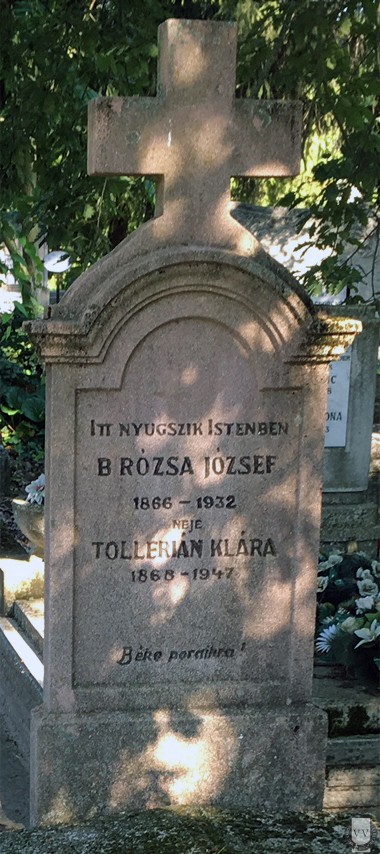 ITT NYUGSZIK ISTENBEN
B RÓZSA JÓZSEF
1866 - 1932
NEJE
TOLLERIÁN KLÁRA
1868 - 1947
Béke poraikra!